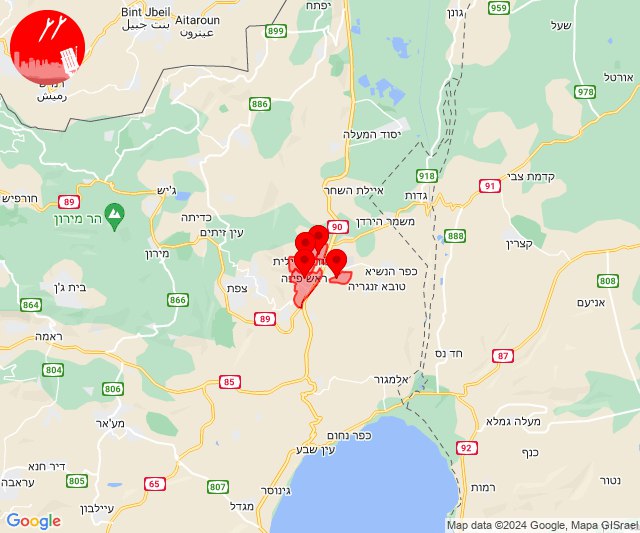 יפתח
גונן
959
Bint Jbeil
بنت جبيل
Aitaroun
عيترون
899
שעל
אורטל
رميش
886
978
יסוד המעלה
918
קדמת צבי
91
איילת השחר
גדות
ג'יש
89
חורפיש
הר מירון
כדיתה
90
משמר הירדן
888
קצרין
עין זיתים
מירון
כפר הנשיא
ראש פינה
צפת
טובא זנגריה
808
בית ג'ן
866
864
אניעם
89
ראמה
חד נס
87
804
85
אלמגור
806
מע'אר
מעלה גמלא
כפר נחום
92
כנף
עין שבע
דיר חנא
65
805
807
גינוסר
רמות
נטור
עראבה
מגדל
עיילבון
Google
Map data ©2024 Google, Mapa GISrael